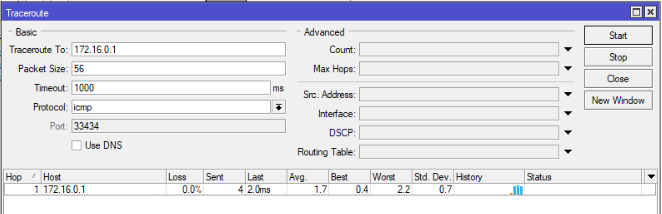 Traceroute
Basic
Traceroute To: 172.16.0.1
Packet Size: 56
Timeout: 1000 ms
Protocol: icmp
Port: 33434
Use DNS
Advanced
Count:
Max Hops:
Src. Address:
Interface:
DSCP:
Routing Table:
Start
Stop
Close
New Window
Hop Host Loss Sent Last Avg. Best Worst Std. Dev. History Status
1 172.16.0.1 0.0% 4 2.0ms 1.7 0.4 2.2 0.7